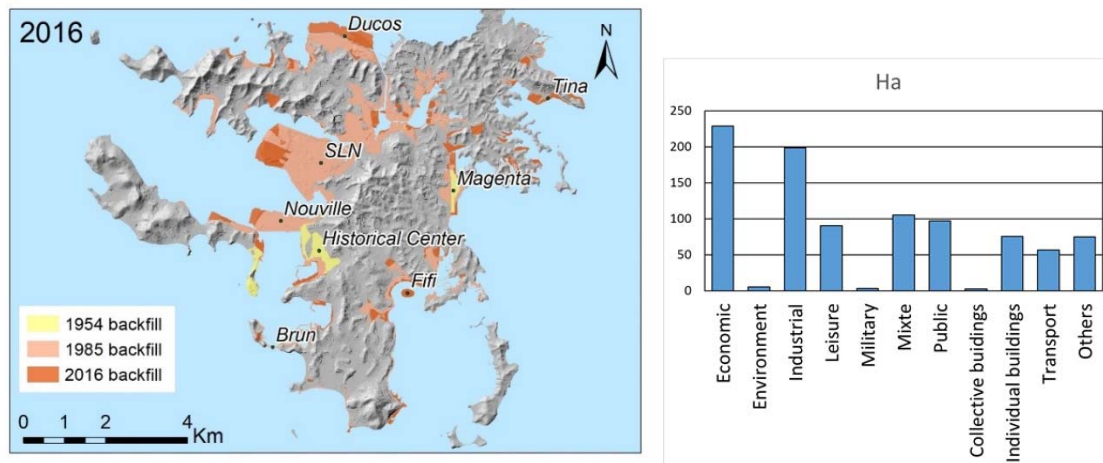 2016
Ducos
N
Tina
SLN
Magenta
Nouville
Historical Center
Fifi
Brun
1954 backfill
1985 backfill
2016 backfill
0 1 2 4
Km
Ha
250
200
150
100
50
0
Economic
Environment
Industrial
Leisure
Military
Mixte
Public
Collective buidings
Individual buildings
Transport
Others